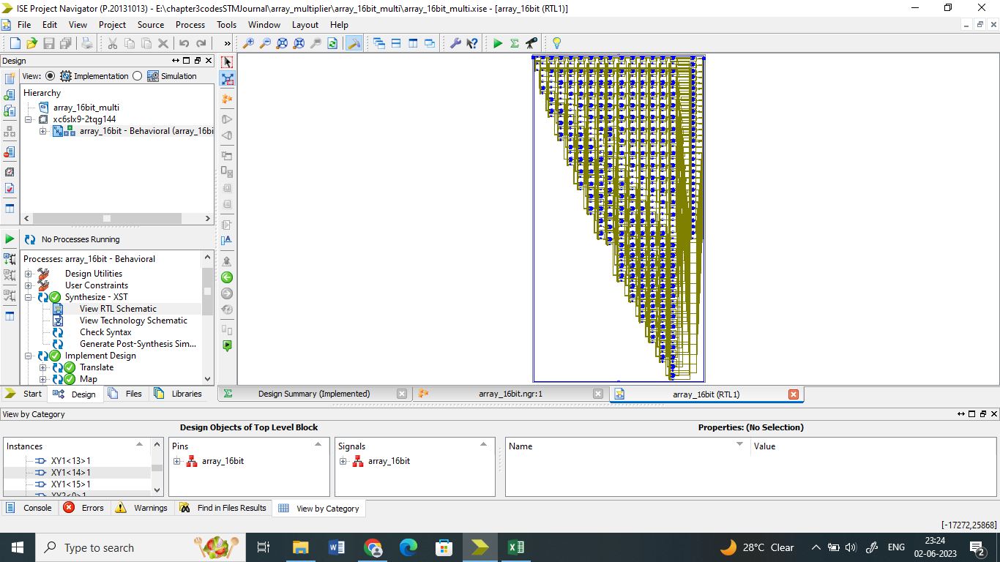 ISE Project Navigator (P.20131013) - E:\chapter3codesSTMJournal\array_multiplier\array_16bit_multi\array_16bit_multi.xise - [array_16bit (RTL1)]
File Edit View Project Source Process Tools Window Layout Help
Design
View: Implementation Simulation
Hierarchy
array_16bit_multi
xc6slx9-2tqg144
array_16bit - Behavioral (array_16bi
No Processes Running
Processes: array_16bit - Behavioral
Design Utilities
User Constraints
Synthesize - XST
View RTL Schematic
View Technology Schematic
Check Syntax
Generate Post-Synthesis Sim...
Implement Design
Translate
Map
Start Design Files Libraries
Design Summary (Implemented) array_16bit.ngr:1 array_16bit (RTL1)
View by Category
Design Objects of Top Level Block Properties: (No Selection)
Instances Pins Signals Name Value
XY1<13>1 array_16bit array_16bit
XY1<14>1
XY1<15>1
XY2<0>1
Console Errors Warnings Find in Files Results View by Category
[-17272,25868]
Type to search 28°C Clear ENG 23:24
02-06-2023 2